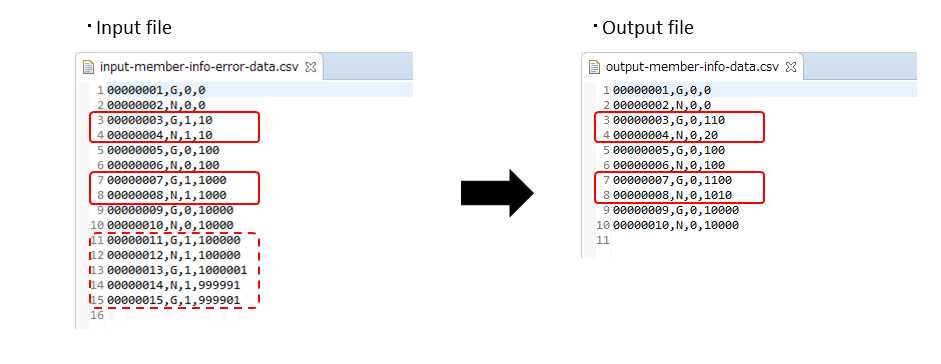 ・Input file
input-member-info-error-data.csv
1 00000001,G,0,0
2 00000002,N,0,0
3 00000003,G,1,10
4 00000004,N,1,10
5 00000005,G,0,100
6 00000006,N,0,100
7 00000007,G,1,1000
8 00000008,N,1,1000
9 00000009,G,0,10000
10 00000010,N,0,10000
11 00000011,G,1,100000
12 00000012,N,1,100000
13 00000013,G,1,1000001
14 00000014,N,1,999991
15 00000015,G,1,999901
16
・Output file
output-member-info-data.csv
1 00000001,G,0,0
2 00000002,N,0,0
3 00000003,G,0,110
4 00000004,N,0,20
5 00000005,G,0,100
6 00000006,N,0,100
7 00000007,G,0,1100
8 00000008,N,0,1010
9 00000009,G,0,10000
10 00000010,N,0,10000
11